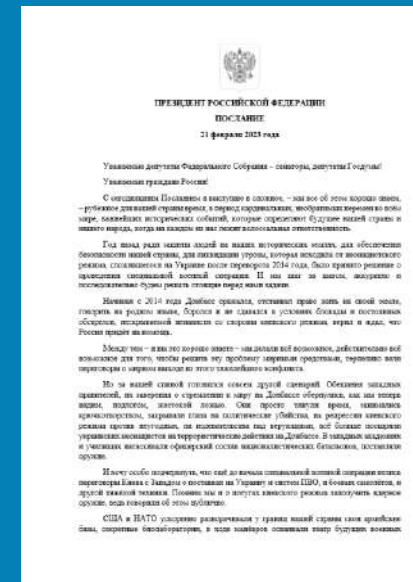 ПРЕЗИДЕНТ РОССИЙСКОЙ ФЕДЕРАЦИИ
ПОСЛАНИЕ
21 февраля 2023 года
Уважаемые депутаты Федерального Собрания – сенаторы, депутаты Госдумы!
Уважаемые граждане России!
С сегодняшним Посланием я выступаю в сложное, – мы все об этом хорошо знаем,
– рубежное для нашей страны время, в период кардинальных, необратимых перемен во всём
мире, важнейших исторических событий, которые определяют будущее нашей страны и
нашего народа, когда на каждом из нас лежит колоссальная ответственность.
Год назад ради защиты людей на наших исторических землях, для обеспечения
безопасности нашей страны, для ликвидации угрозы, которая исходила от неонацистского
режима, сложившегося на Украине после переворота 2014 года, было принято решение о
проведении специальной военной операции. И мы шаг за шагом, аккуратно и
последовательно будем решать стоящие перед нами задачи.
Начиная с 2014 года Донбасс сражался, отстаивал право жить на своей земле,
говорить на родном языке, боролся и не сдавался в условиях блокады и постоянных
обстрелов, нескрываемой ненависти со стороны киевского режима, верил и ждал, что
Россия придёт на помощь.
Между тем – и вы это хорошо знаете – мы делали всё возможное, действительно всё
возможное для того, чтобы решить эту проблему мирными средствами, терпеливо вели
переговоры о мирном выходе из этого тяжелейшего конфликта.
Но за нашей спиной готовился совсем другой сценарий. Обещания западных
правителей, их заверения о стремлении к миру на Донбассе обернулись, как мы теперь
видим, подлогом, жестокой ложью. Они просто тянули время, занимались
крючкотворством, закрывали глаза на политические убийства, на репрессии киевского
режима против неугодных, на издевательства над верующими, всё больше поощряли
украинских неонацистов на террористические действия на Донбассе. В западных академиях
и училищах натаскивали офицерский состав националистических батальонов, поставляли
оружие.
И хочу особо подчеркнуть, что ещё до начала специальной военной операции велись
переговоры Киева с Западом о поставках на Украину и систем ПВО, и боевых самолётов, и
другой тяжёлой техники. Помним мы и о потугах киевского режима заполучить ядерное
оружие, ведь говорили об этом публично.
США и НАТО ускоренно разворачивали у границ нашей страны свои армейские
базы, секретные биолаборатории, в ходе манёвров осваивали театр будущих военных